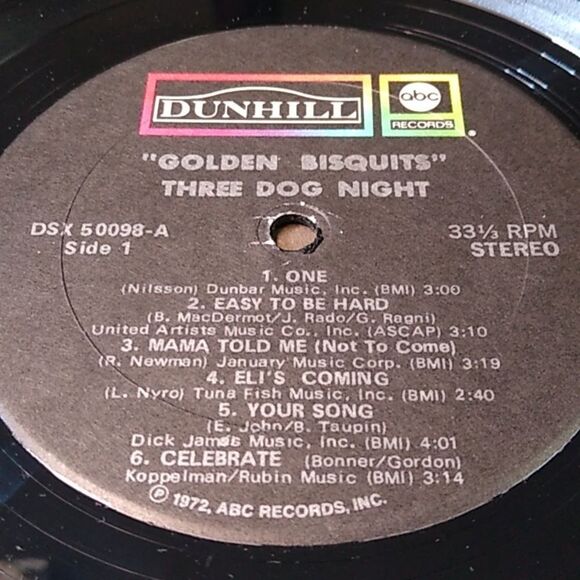 DUNHILL
abc
RECORDS
"GOLDEN BISQUITS"
THREE DOG NIGHT
DSX 50098-A 33⅓ RPM
Side 1 STEREO
1. ONE
(Nilsson) Dunbar Music, Inc. (BMI) 3:00
2. EASY TO BE HARD
(B. MacDermot/J. Rado/G. Ragni)
United Artists Music Co., Inc. (ASCAP) 3:10
3. MAMA TOLD ME (Not To Come)
(R. Newman) January Music Corp. (BMI) 3:19
4. ELI'S COMING
(L. Nyro) Tuna Fish Music, Inc. (BMI) 2:40
5. YOUR SONG
(E. John/B. Taupin)
Dick James Music, Inc. (BMI) 4:01
6. CELEBRATE (Bonner/Gordon)
Koppelman/Rubin Music (BMI) 3:14
℗ 1972, ABC RECORDS, INC.